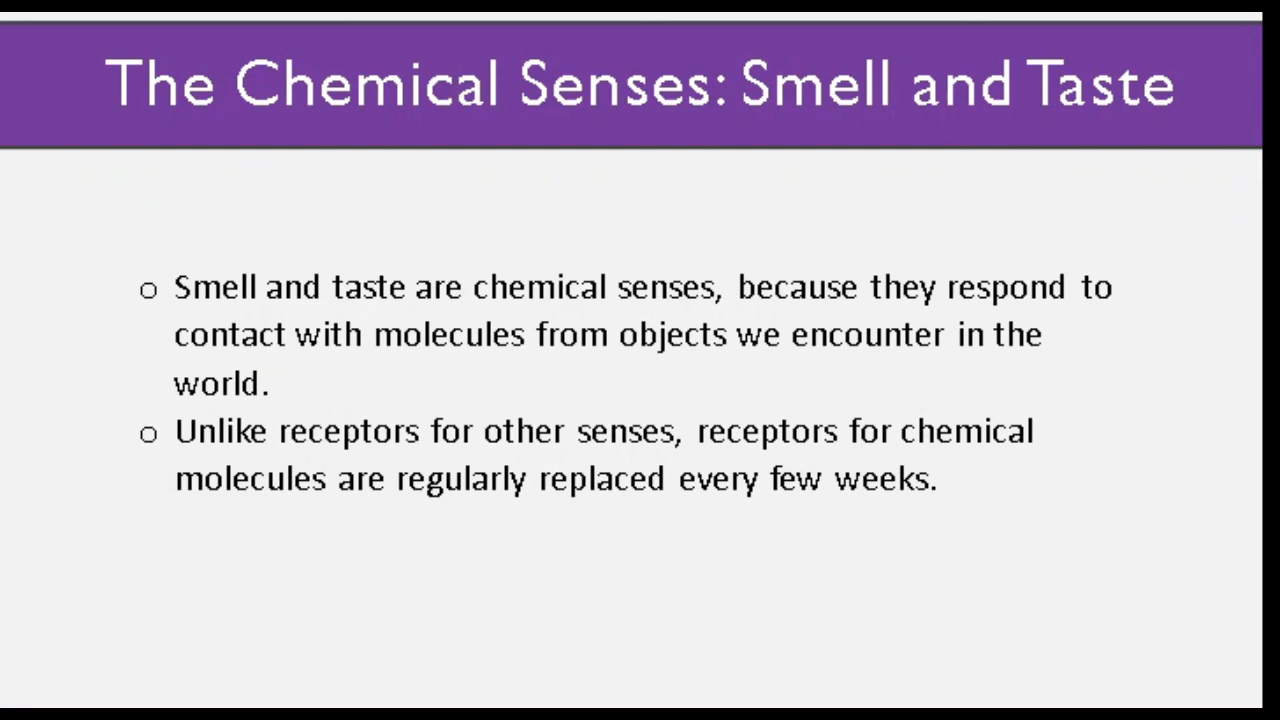 The Chemical Senses: Smell and Taste
o Smell and taste are chemical senses, because they respond to
contact with molecules from objects we encounter in the
world.
o Unlike receptors for other senses, receptors for chemical
molecules are regularly replaced every few weeks.